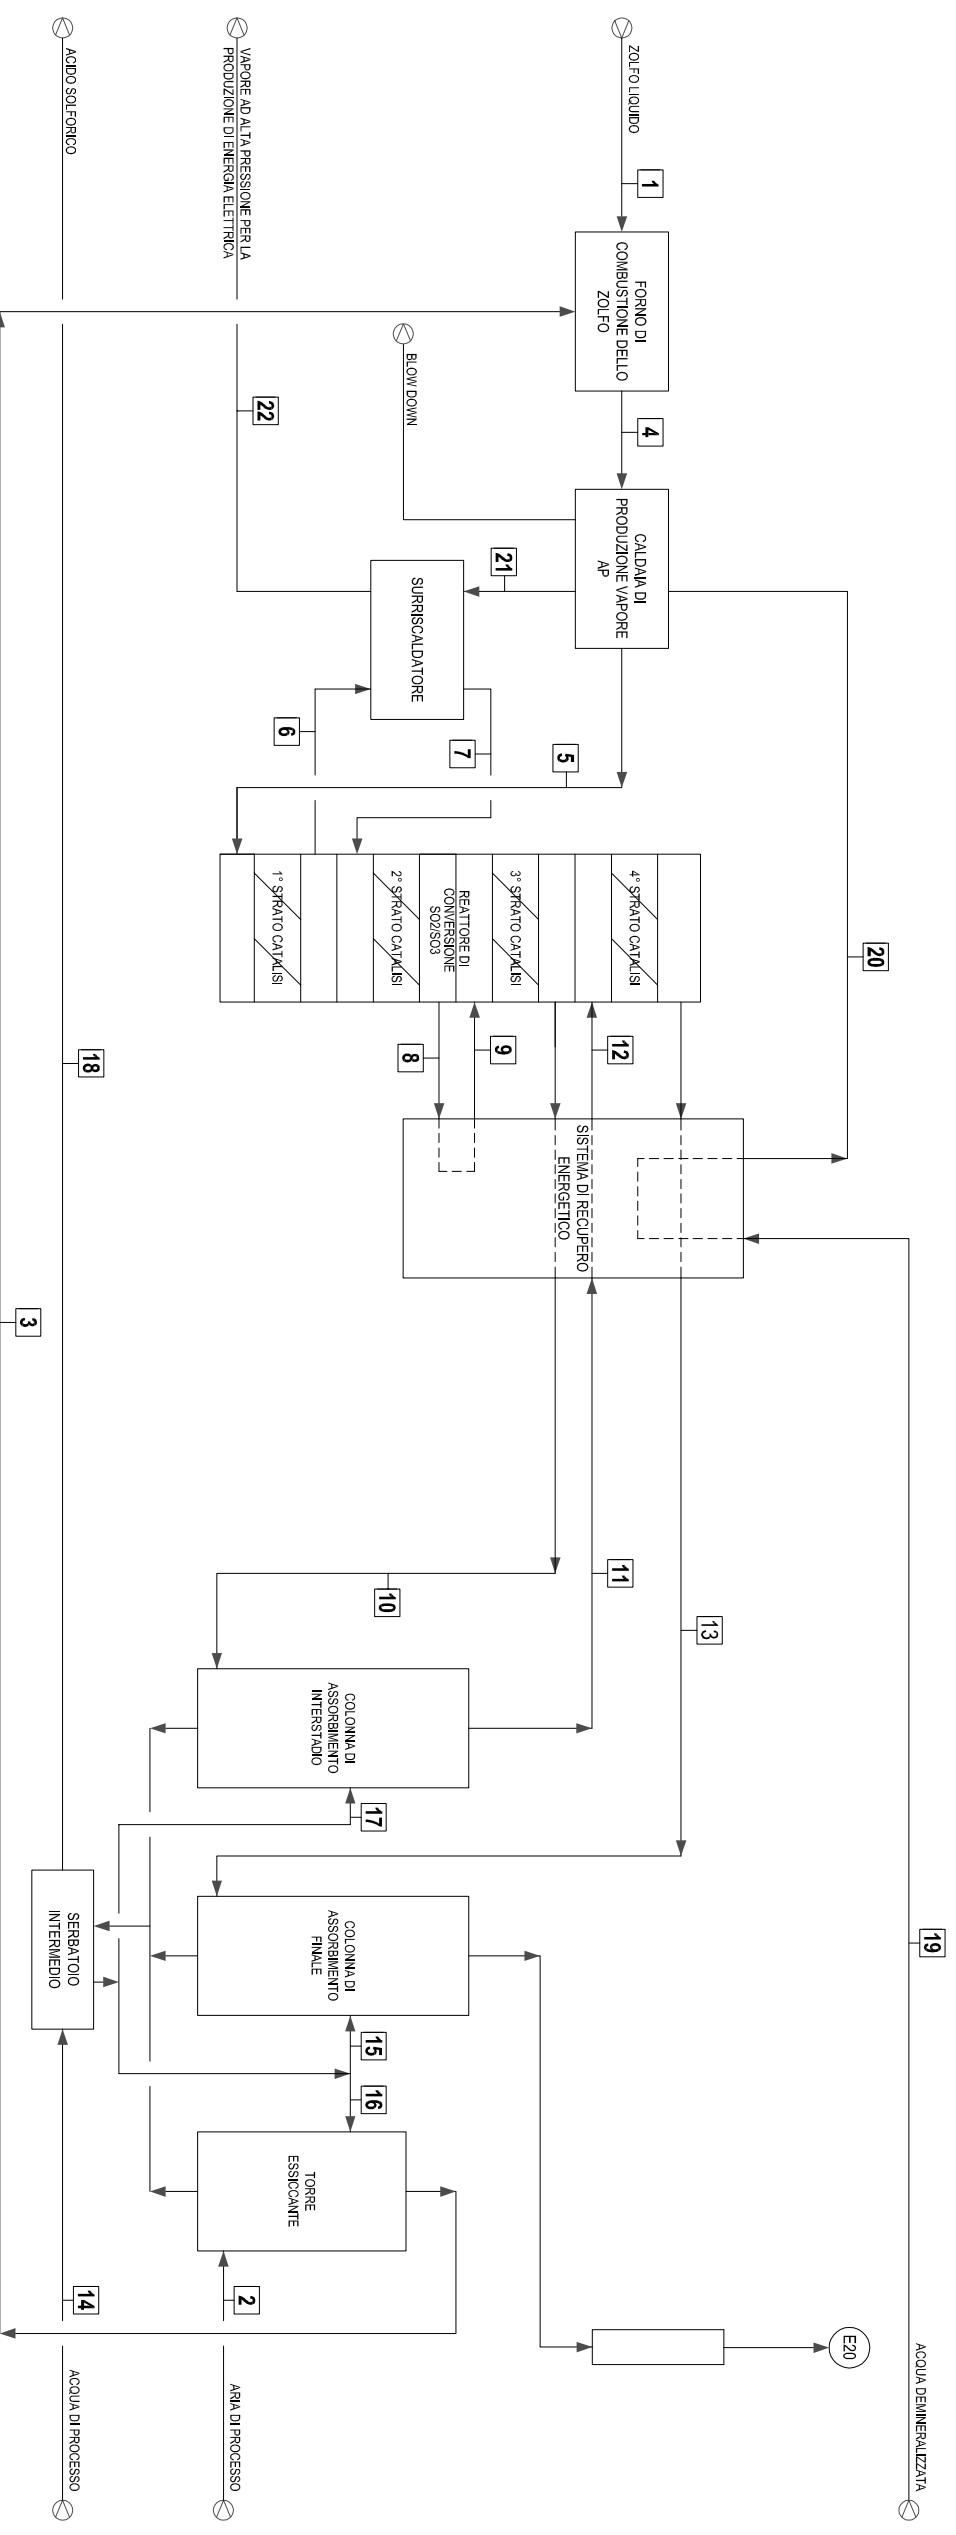 ZOLFO LIQUIDO
1
FORNO DI
COMBUSTIONE DELLO
ZOLFO
4
CALDAIA DI
PRODUZIONE VAPORE
AP
BLOW DOWN
VAPORE AD ALTA PRESSIONE PER LA
PRODUZIONE DI ENERGIA ELETTRICA
22
21
SURRISCALDATORE
6
7
5
20
ACIDO SOLFORICO
18
3
4° STRATO CATALISI
3° STRATO CATALISI
REATTORE DI
CONVERSIONE
SO2/SO3
2° STRATO CATALISI
1° STRATO CATALISI
8
9
12
SISTEMA DI RECUPERO
ENERGETICO
10
11
13
19
COLONNA DI
ASSORBIMENTO
INTERSTADIO
17
COLONNA DI
ASSORBIMENTO
FINALE
15
16
SERBATOIO
INTERMEDIO
TORRE
ESSICCANTE
2
14
E20
ACQUA DEMINERALIZZATA
ARIA DI PROCESSO
ACQUA DI PROCESSO